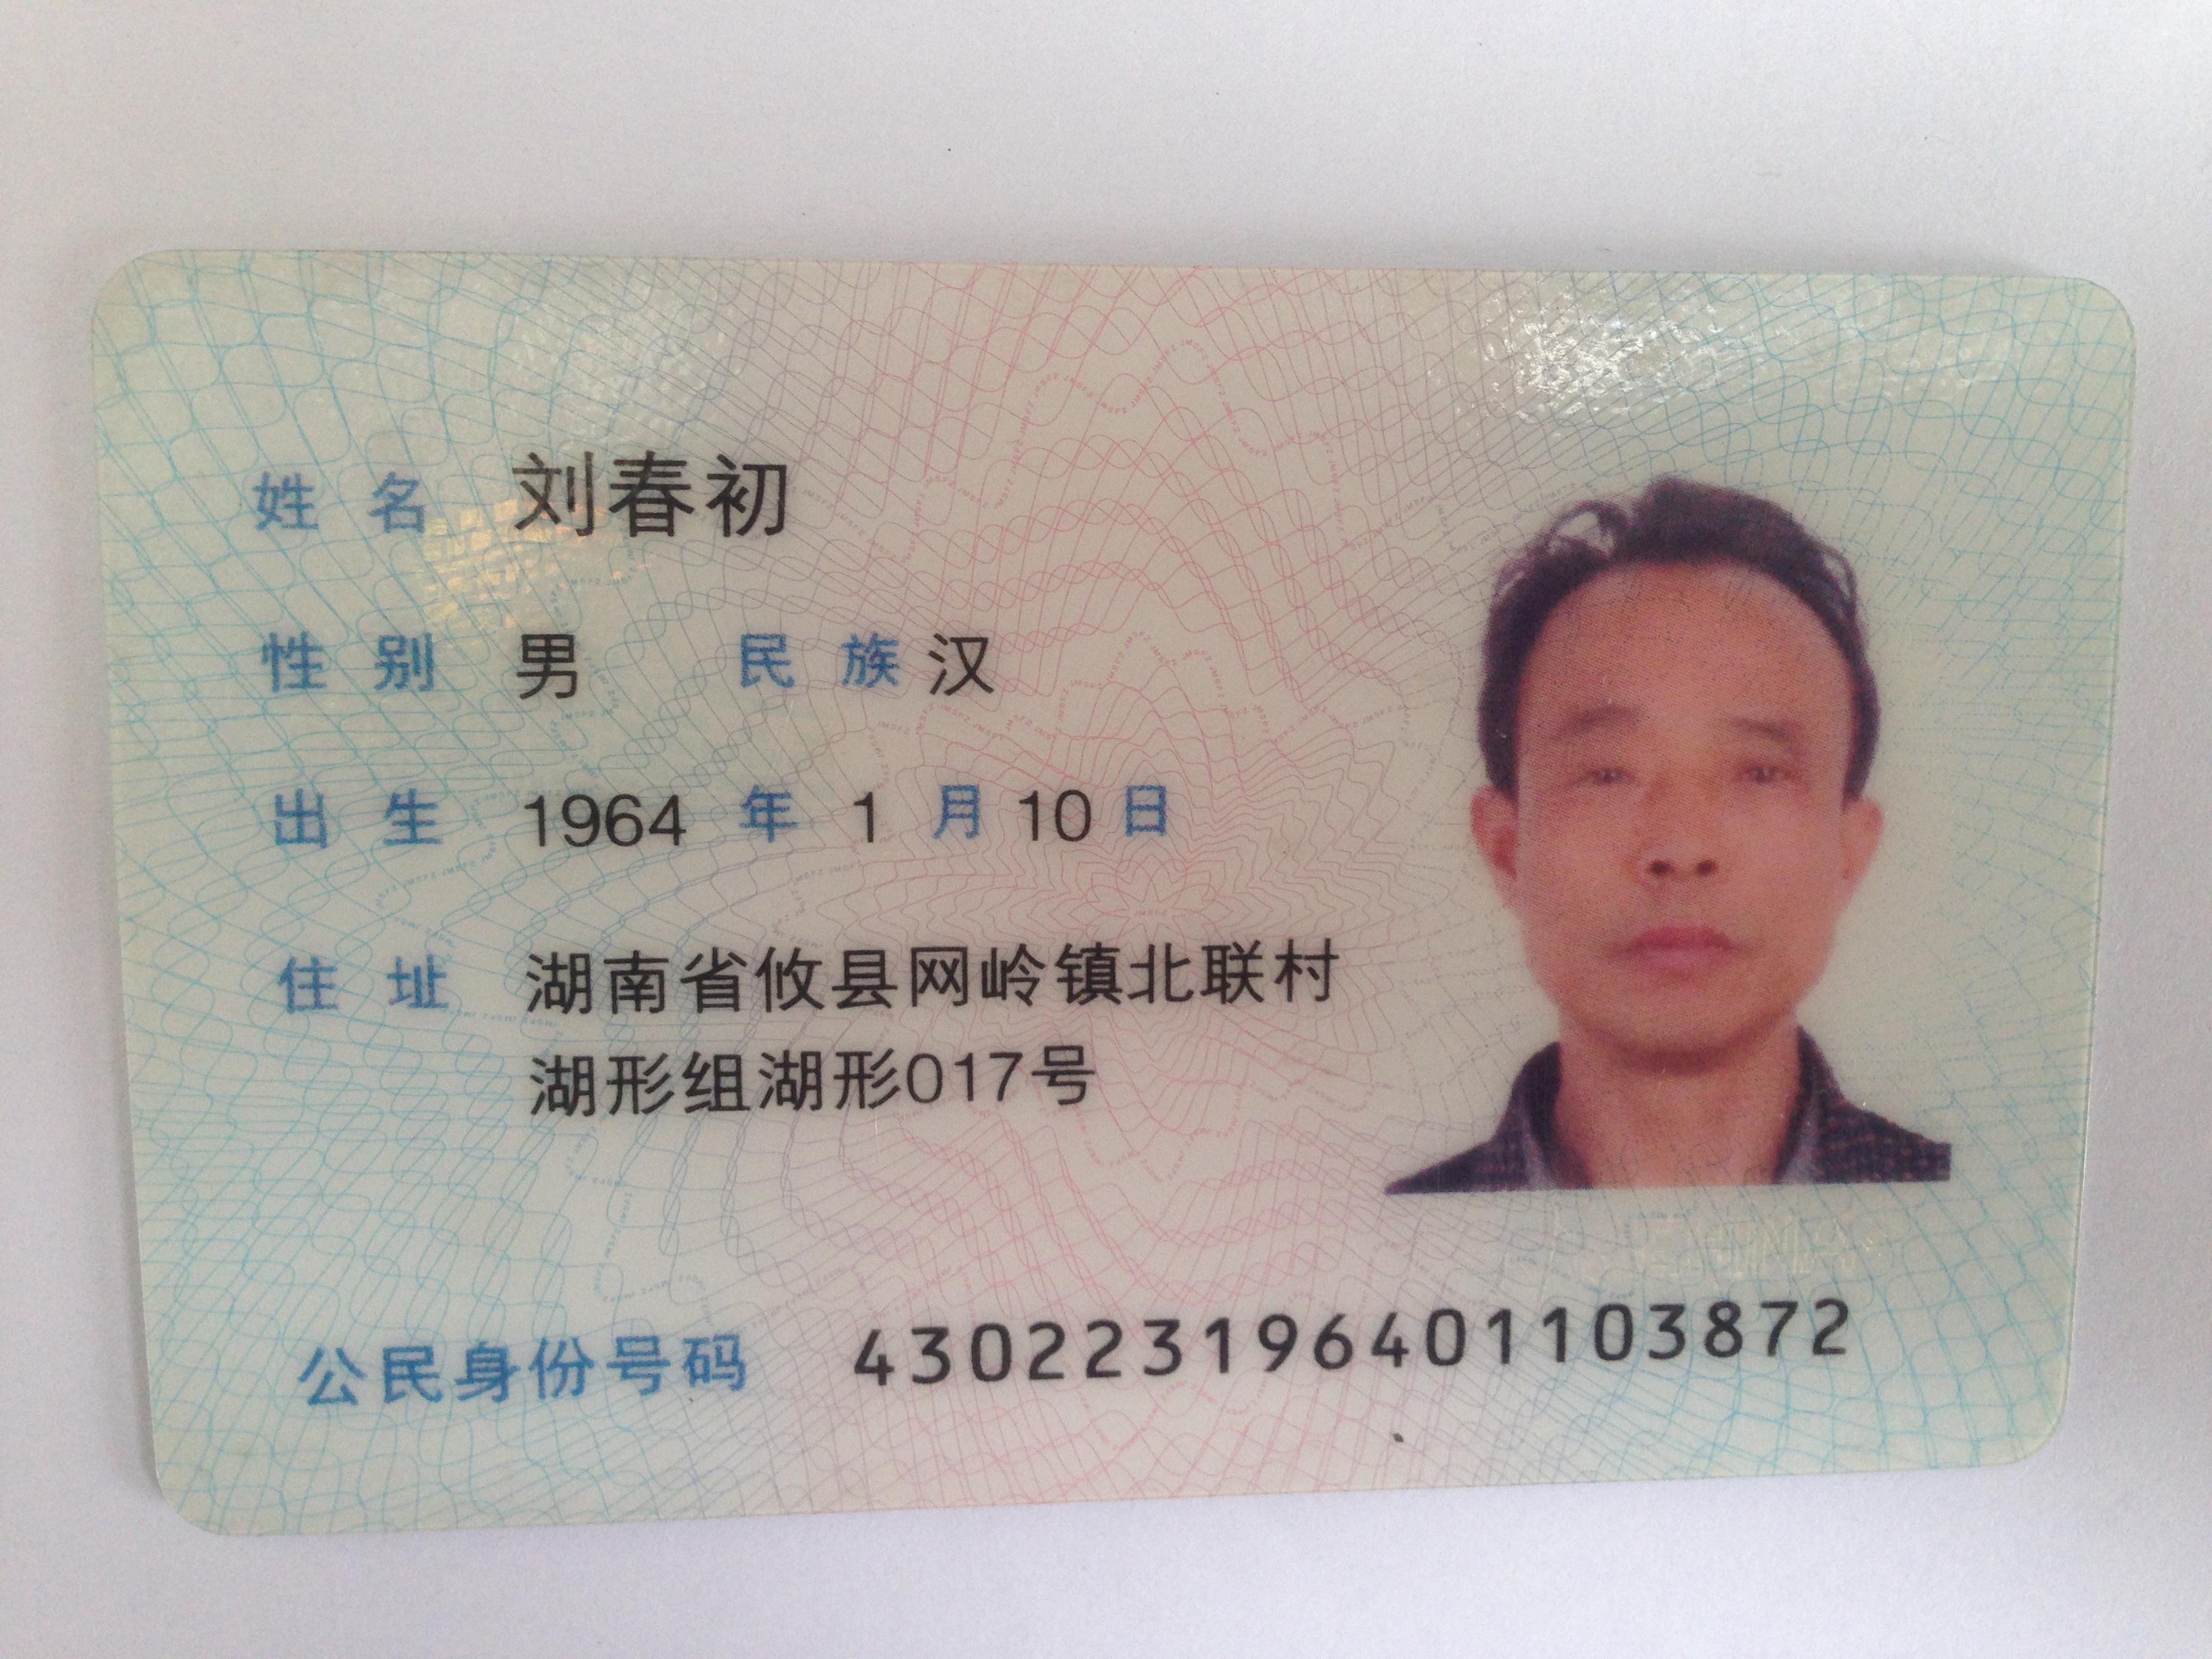 姓名 刘春初
性别 男 民族 汉
出生 1964 年 1 月 10 日
住址 湖南省攸县网岭镇北联村
湖形组湖形017号
公民身份号码 430223196401103872